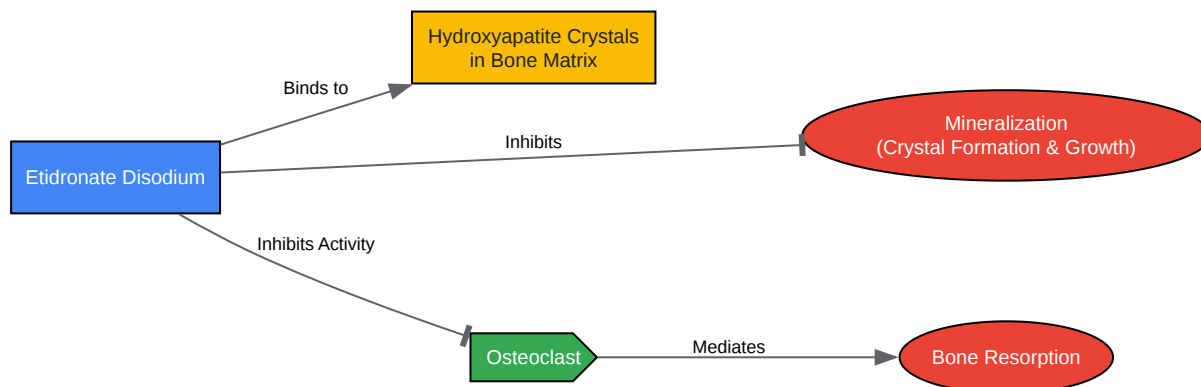 Hydroxyapatite Crystals
in Bone Matrix
Binds to
Mineralization
(Crystal Formation & Growth)
Inhibits
Etidronate Disodium
Inhibits Activity
Osteoclast
Mediates
Bone Resorption